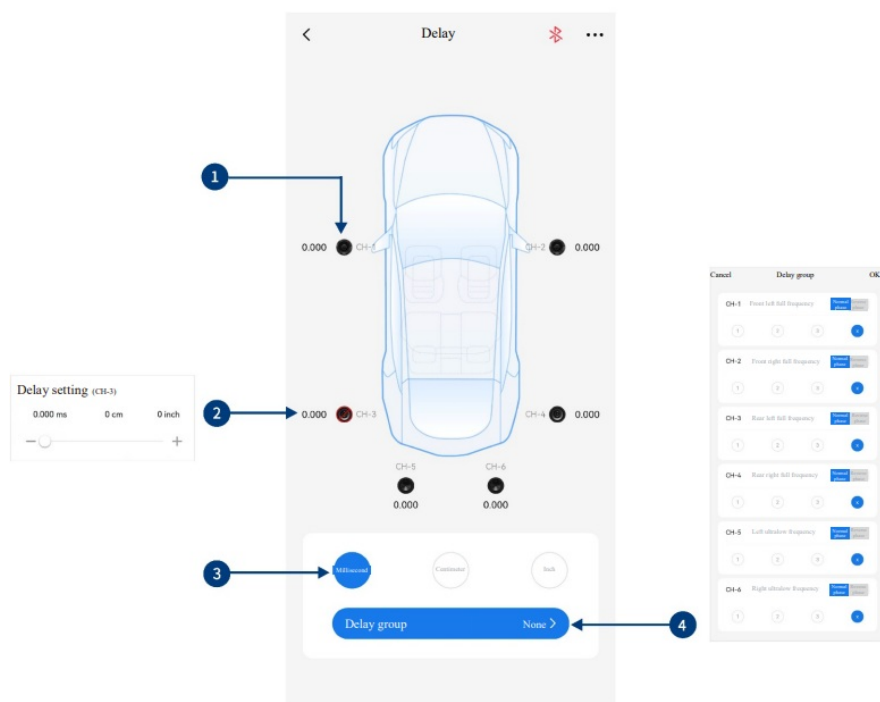 Delay
1
0.000 CH-1 CH-2 0.000
Cancel Delay group OK
CH-1 Front left full frequency Normal phase
1 2 3
CH-2 Front right full frequency Normal phase
1 2 3
Delay setting (CH-3)
0.000 ms 0 cm 0 inch
2
0.000 CH-3 CH-4 0.000
CH-3 Rear left full frequency Normal phase
1 2 3
CH-5 CH-6
0.000 0.000
CH-4 Rear right full frequency Normal phase
1 2 3
CH-5 Left ultralow frequency Normal phase
1 2 3
CH-6 Right ultralow frequency Normal phase
1 2 3
3
Millisecond Centimeter Inch
Delay group None
4